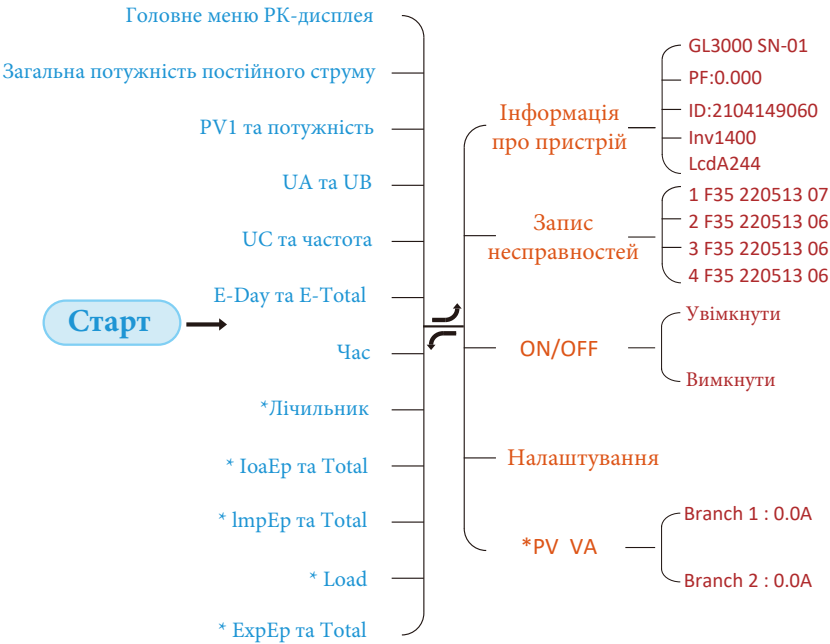 Головне меню РК-дисплея
Загальна потужність постійного струму
PV1 та потужність
UA та UB
UC та частота
E-Day та E-Total
Старт
Час
*Лічильник
* IoaEp та Total
* lmpEp та Total
* Load
* ExpEp та Total
Інформація
про пристрій
GL3000 SN-01
PF:0.000
ID:2104149060
Inv1400
LcdA244
Запис
несправностей
1 F35 220513 07
2 F35 220513 06
3 F35 220513 06
4 F35 220513 06
ON/OFF
Увімкнути
Вимкнути
Налаштування
*PV VA
Branch 1 : 0.0A
Branch 2 : 0.0A